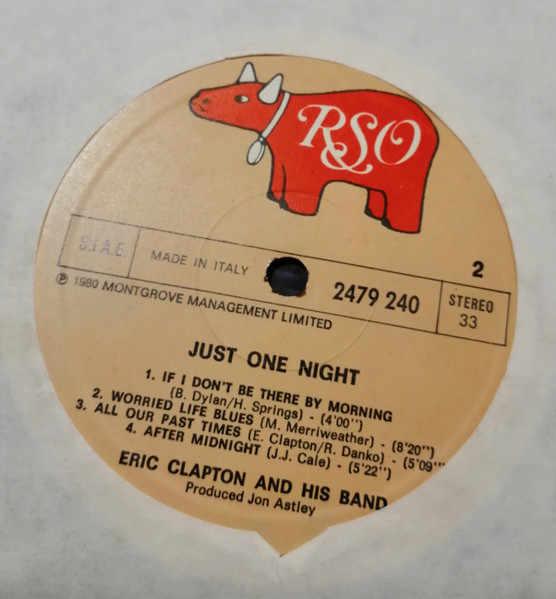 RSO
S.I.A.E.
MADE IN ITALY
2479 240
2
STEREO
33
℗ 1980 MONTGROVE MANAGEMENT LIMITED
JUST ONE NIGHT
1. IF I DON'T BE THERE BY MORNING
(B. Dylan/H. Springs) - (4'00")
2. WORRIED LIFE BLUES (M. Merriweather) - (8'20")
3. ALL OUR PAST TIMES (E. Clapton/R. Danko) - (5'09"
4. AFTER MIDNIGHT (J.J. Cale) - (5'22")
ERIC CLAPTON AND HIS BAND
Produced Jon Astley